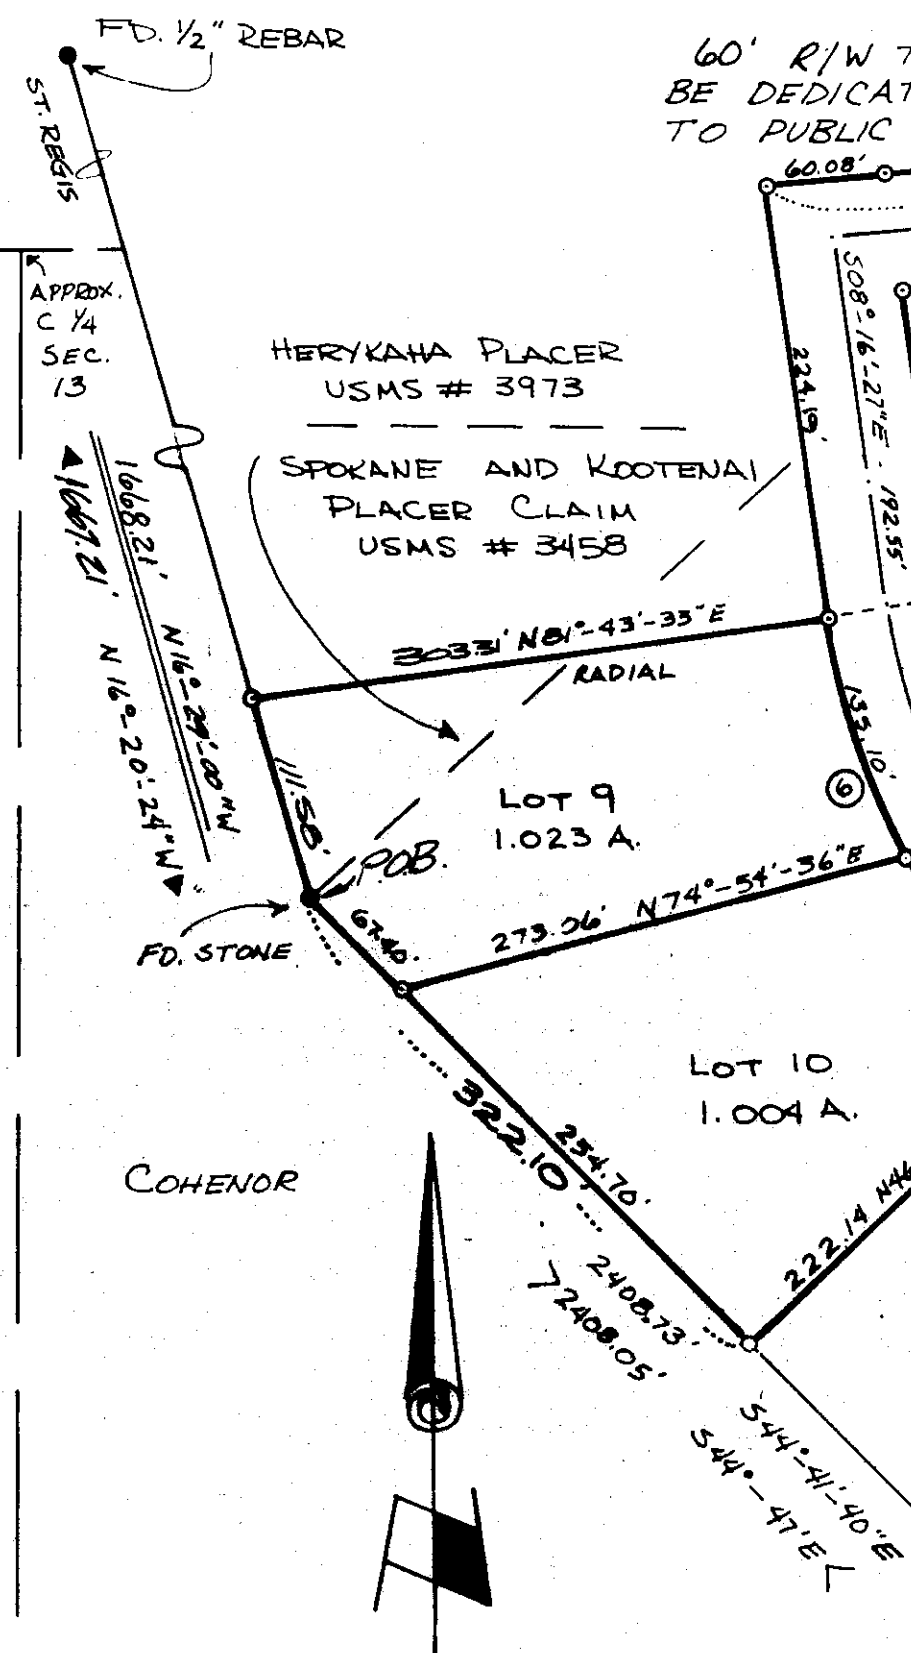 FD. 1/2" REBAR
60' R/W T
BE DEDICAT
TO PUBLIC
ST. REGIS
60.08'
APPROX.
C 1/4
SEC.
13
HERYKAHA PLACER
USMS # 3973
SPOKANE AND KOOTENAI
PLACER CLAIM
USMS # 3458
224.19'
S08°-16'-27"E . 192.55'
1668.21' N16°-29'-00"W
1667.21' N16°-20'-24"W
303.31' N81°-43'-33"E
RADIAL
135.10'
6
111.58'
LOT 9
1.023 A.
P.O.B.
FD. STONE
67.40.
273.06' N74°-54'-36"E
LOT 10
1.004 A.
322.10
254.70'
COHENOR
222.14 N46
2408.73'
2408.05'
S44°-41'-40"E
S44°-47'E